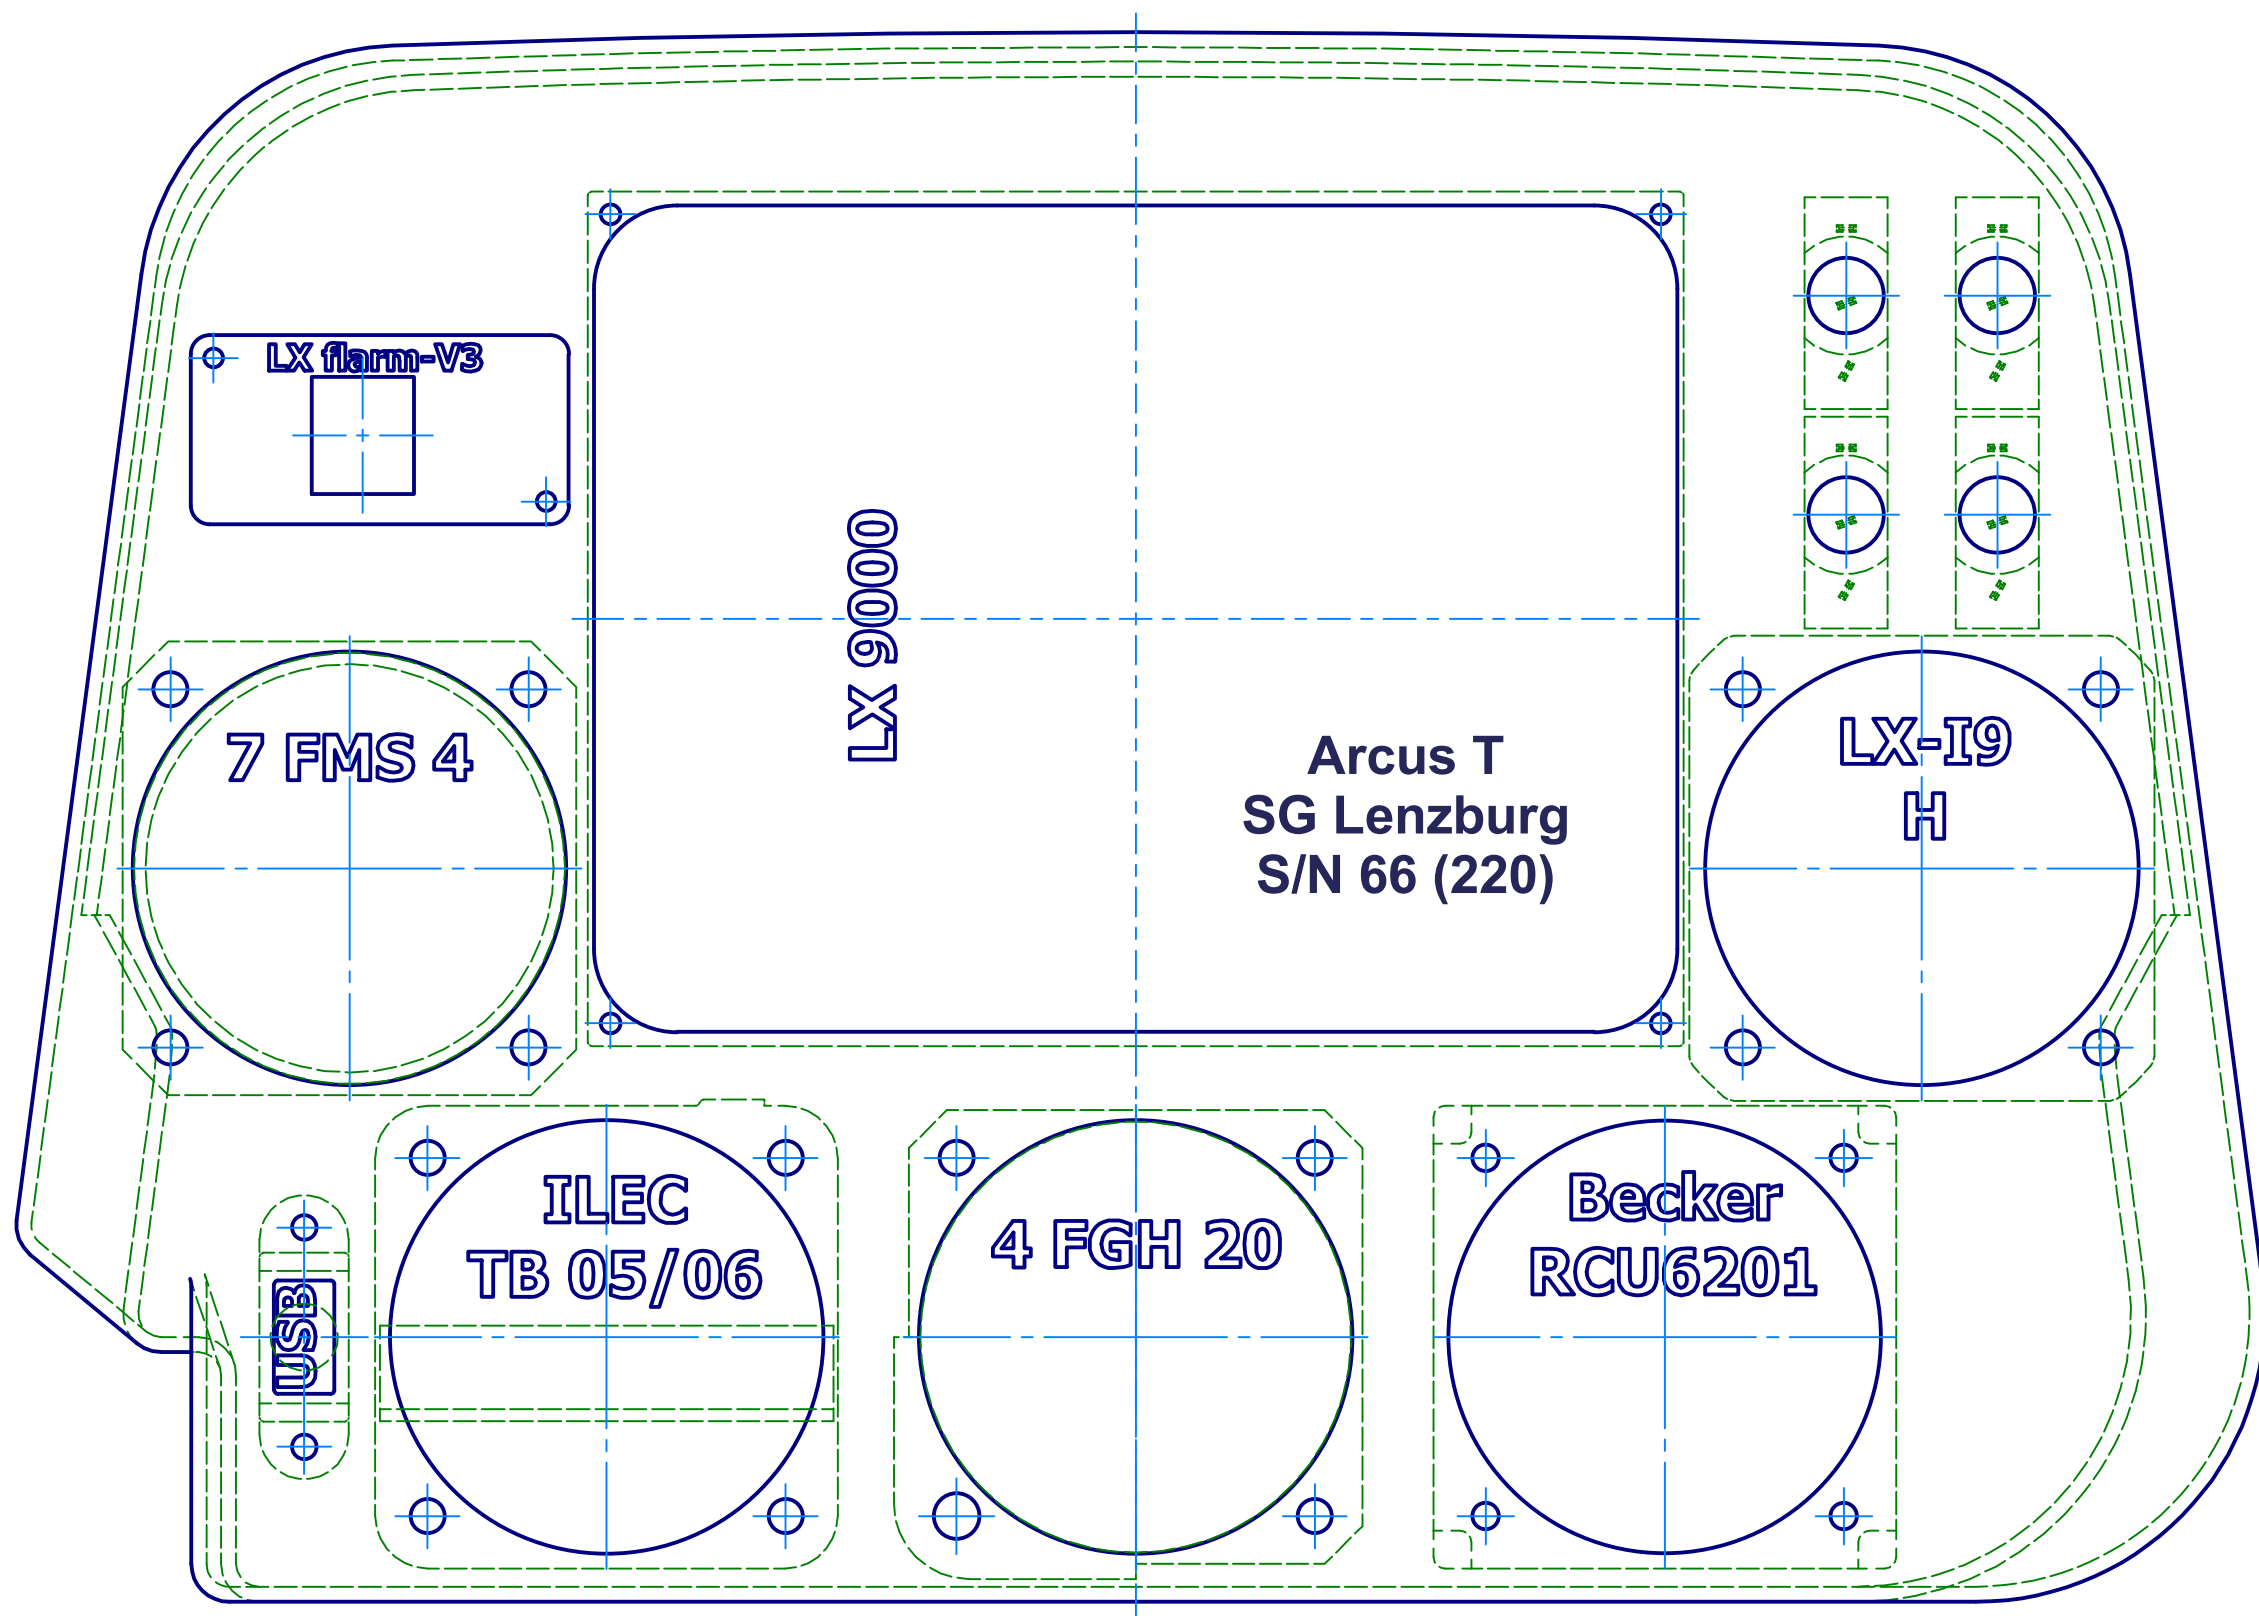 LX flarm-V3
LX 9000
7 FMS 4
Arcus T
SG Lenzburg
S/N 66 (220)
LX-I9
H
ILEC
TB 05/06
4 FGH 20
Becker
RCU6201
USB